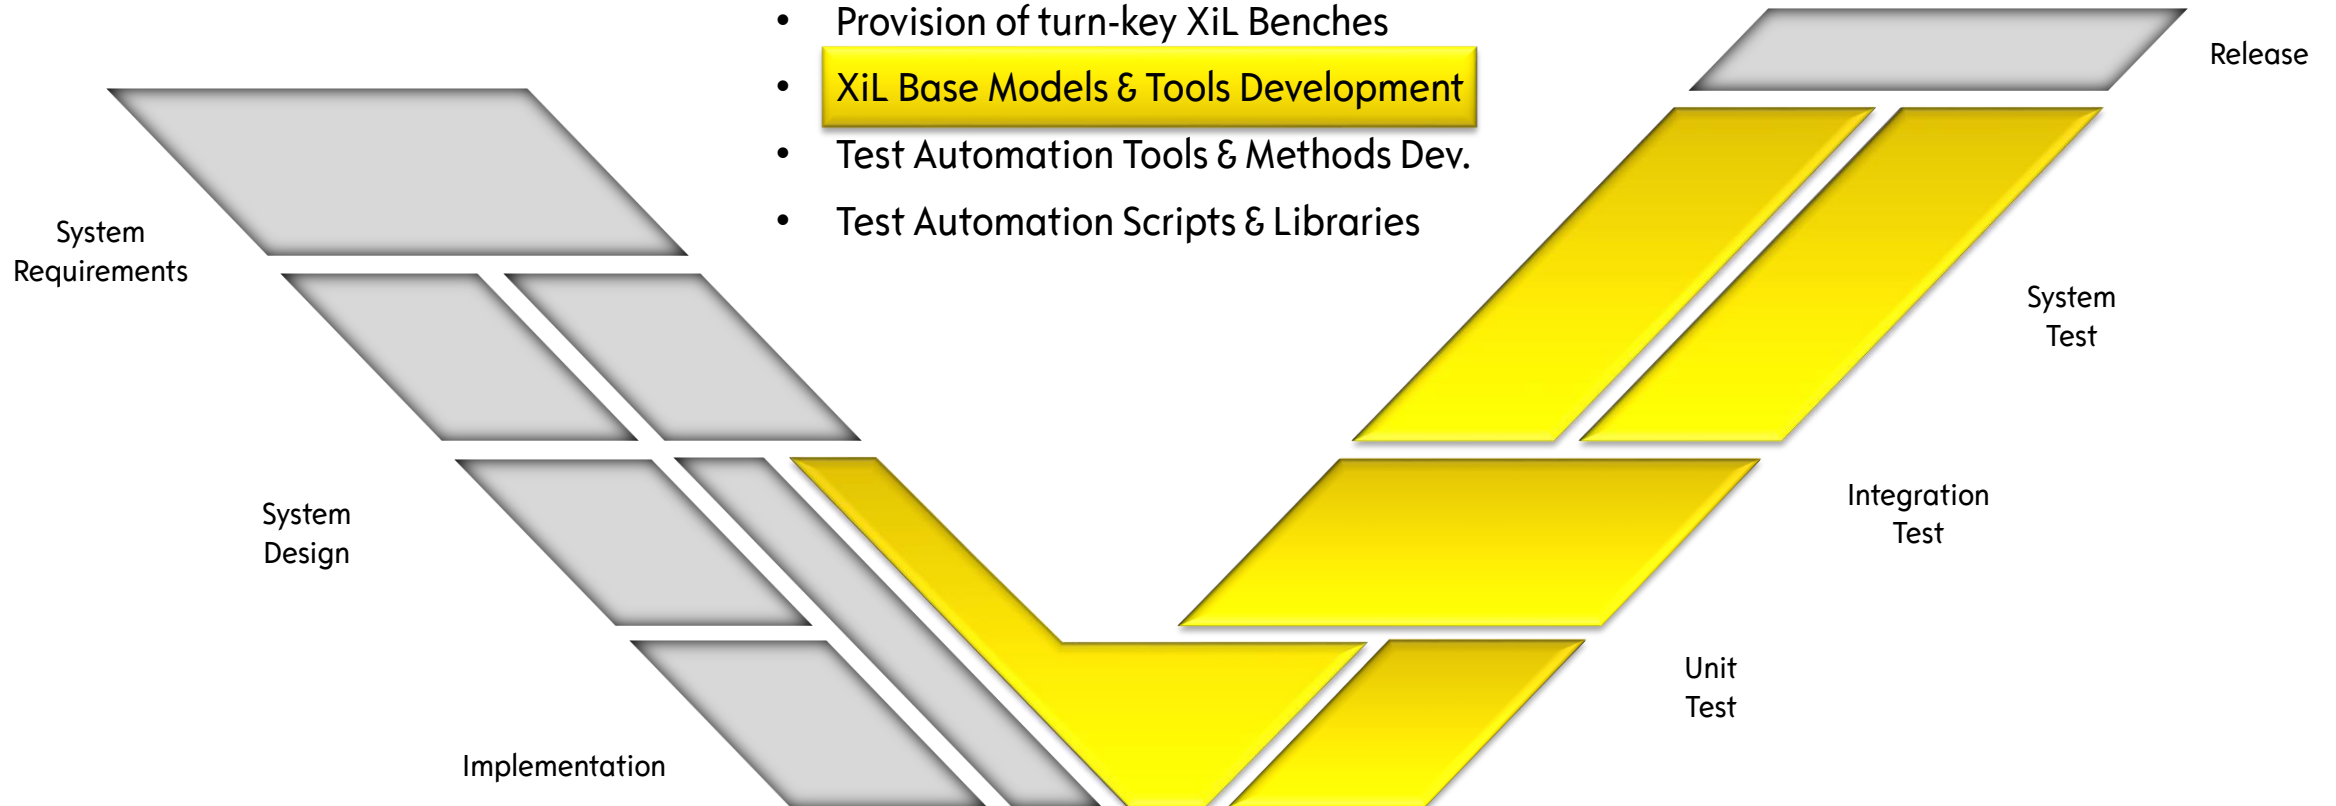 • Provision of turn-key XiL Benches
• XiL Base Models & Tools Development
• Test Automation Tools & Methods Dev.
• Test Automation Scripts & Libraries
Release
System
Requirements
System
Test
System
Design
Integration
Test
Unit
Test
Implementation